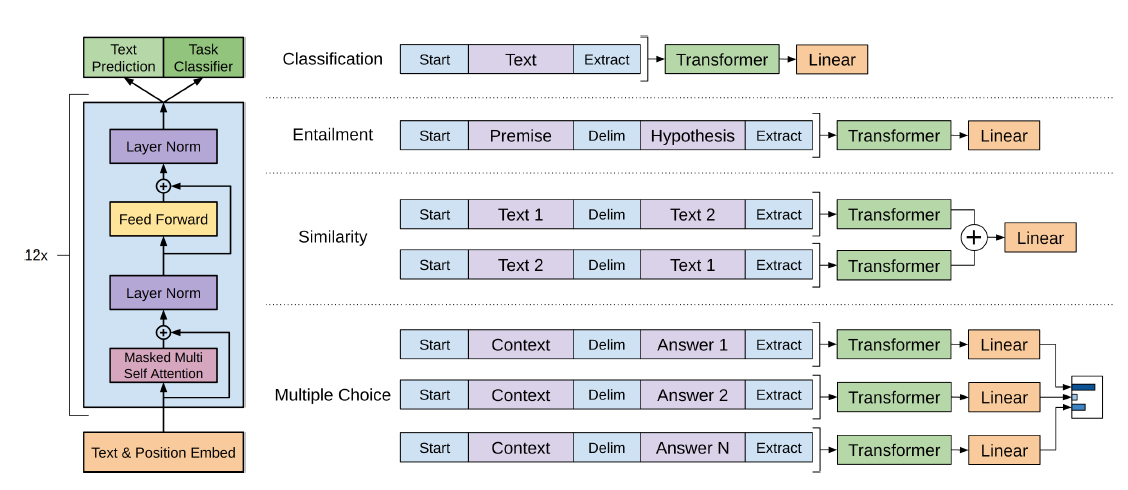 Text
Prediction
Task
Classifier
Layer Norm
Feed Forward
12x
Layer Norm
Masked Multi
Self Attention
Text & Position Embed
Classification
Start Text Extract Transformer Linear
Entailment
Start Premise Delim Hypothesis Extract Transformer Linear
Similarity
Start Text 1 Delim Text 2 Extract Transformer
Linear
Start Text 2 Delim Text 1 Extract Transformer
Multiple Choice
Start Context Delim Answer 1 Extract Transformer Linear
Start Context Delim Answer 2 Extract Transformer Linear
Start Context Delim Answer N Extract Transformer Linear